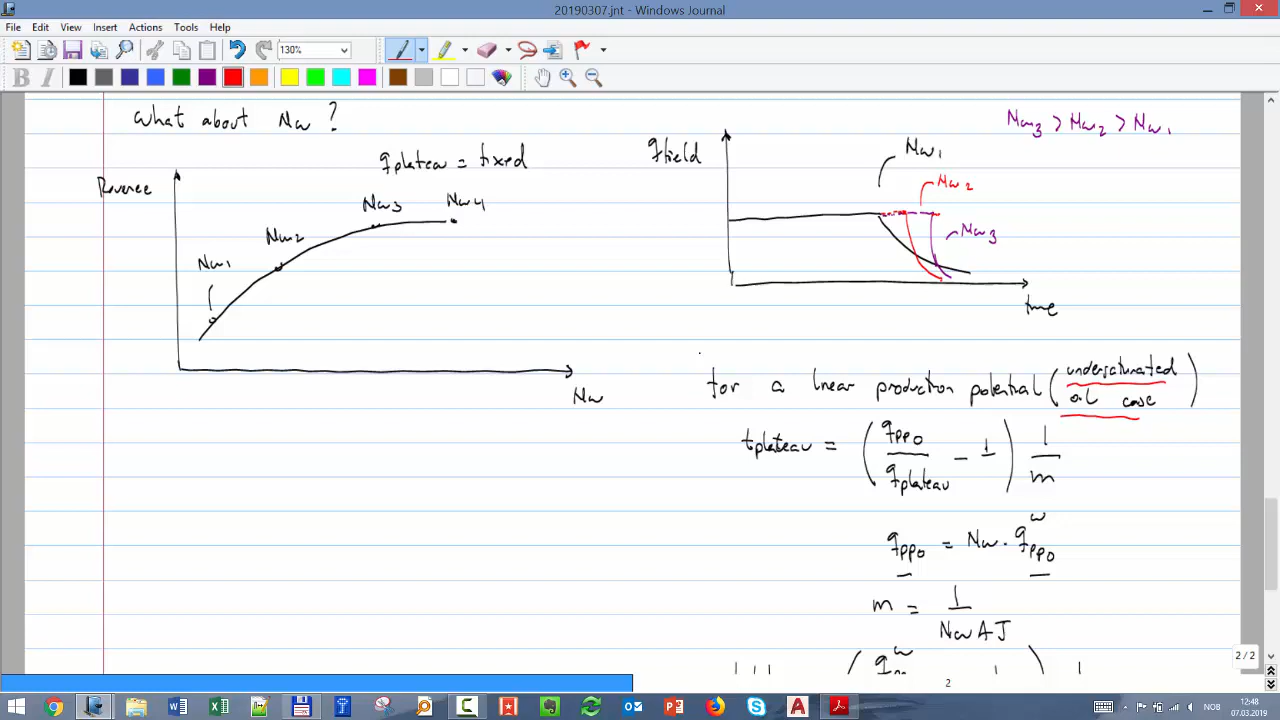 20190307.jnt - Windows Journal
File Edit View Insert Actions Tools Help
130%
B I
What about Nw ?
qplateau = fixed
Revenue
Nw1
Nw2
Nw3
Nw4
Nw
Nw3 > Nw2 > Nw1
qfield
Nw1
Nw2
Nw3
time
for a linear production potential (undersaturated
oil case)
tplateau = (qppo / qplateau - 1) 1/m
qppo = Nw · q^w ppo
m = 1 / Nw A J
2 / 2
2
NOB
12:48
07.03.2019